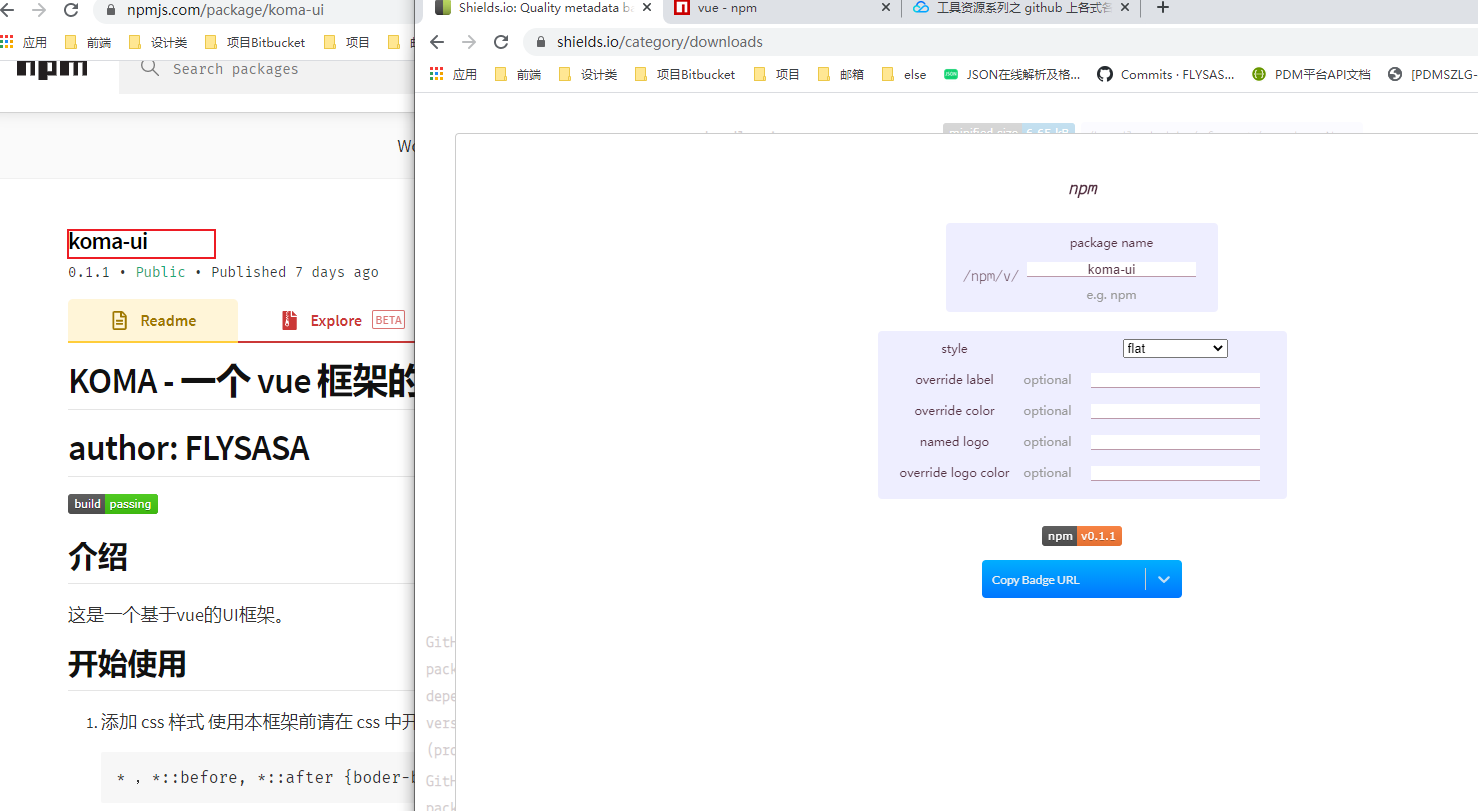 npmjs.com/package/koma-ui
应用 前端 设计类 项目Bitbucket 项目
npm Search packages
koma-ui
0.1.1 • Public • Published 7 days ago
Readme
Explore BETA
KOMA - 一个 vue 框架的
author: FLYSASA
build passing
介绍
这是一个基于vue的UI框架。
开始使用
1. 添加 css 样式 使用本框架前请在 css 中开
* , *::before, *::after {boder-b
Shields.io: Quality metadata ba
vue - npm
工具资源系列之 github 上各式各
shields.io/category/downloads
应用 前端 设计类 项目Bitbucket 项目 邮箱 else JSON在线解析及格... Commits · FLYSAS... PDM平台API文档 [PDMSZLG-
minified size 6.65 kB
npm
package name
/npm/v/ koma-ui
e.g. npm
style flat
override label optional
override color optional
named logo optional
override logo color optional
npm v0.1.1
Copy Badge URL
GitH
pack
depe
vers
(pro
GitH
pack